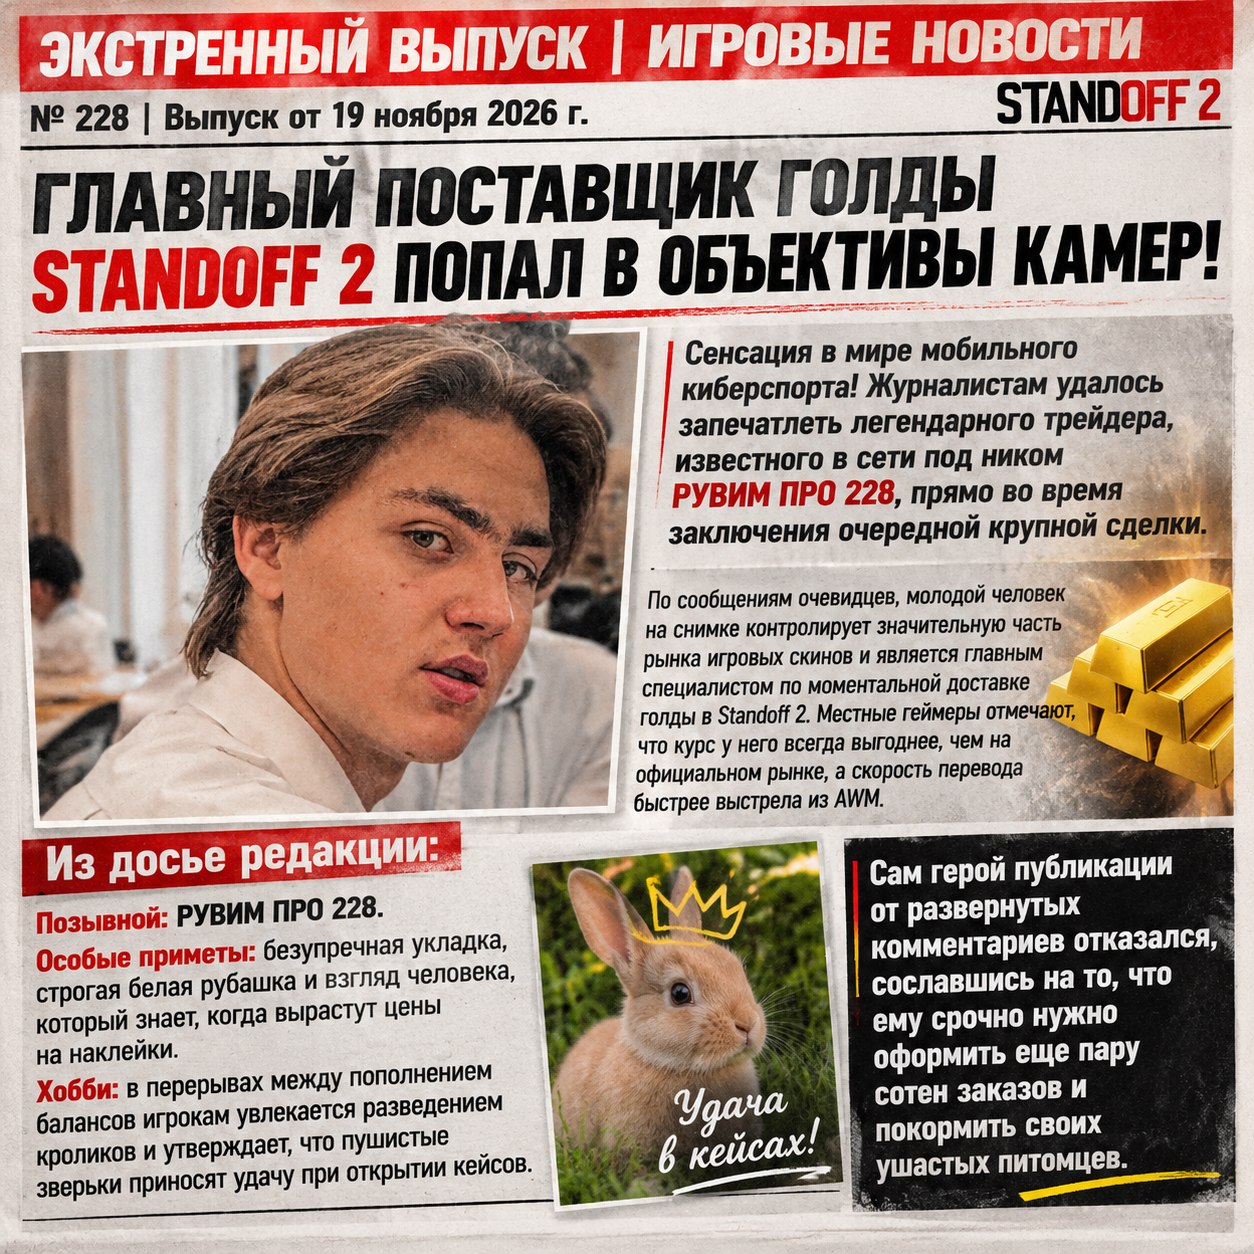 ЭКСТРЕННЫЙ ВЫПУСК | ИГРОВЫЕ НОВОСТИ
№ 228 | Выпуск от 19 ноября 2026 г.
STANDOFF 2
ГЛАВНЫЙ ПОСТАВЩИК ГОЛДЫ
STANDOFF 2 ПОПАЛ В ОБЪЕКТИВЫ КАМЕР!
Сенсация в мире мобильного
киберспорта! Журналистам удалось
запечатлеть легендарного трейдера,
известного в сети под ником
РУВИМ ПРО 228, прямо во время
заключения очередной крупной сделки.
По сообщениям очевидцев, молодой человек
на снимке контролирует значительную часть
рынка игровых скинов и является главным
специалистом по моментальной доставке
голды в Standoff 2. Местные геймеры отмечают,
что курс у него всегда выгоднее, чем на
официальном рынке, а скорость перевода
быстрее выстрела из AWM.
Из досье редакции:
Позывной: РУВИМ ПРО 228.
Особые приметы: безупречная укладка,
строгая белая рубашка и взгляд человека,
который знает, когда вырастут цены
на наклейки.
Хобби: в перерывах между пополнением
балансов игрокам увлекается разведением
кроликов и утверждает, что пушистые
зверьки приносят удачу при открытии кейсов.
Удача
в кейсах!
Сам герой публикации
от развернутых
комментариев отказался,
сославшись на то, что
ему срочно нужно
оформить еще пару
сотен заказов и
покормить своих
ушастых питомцев.